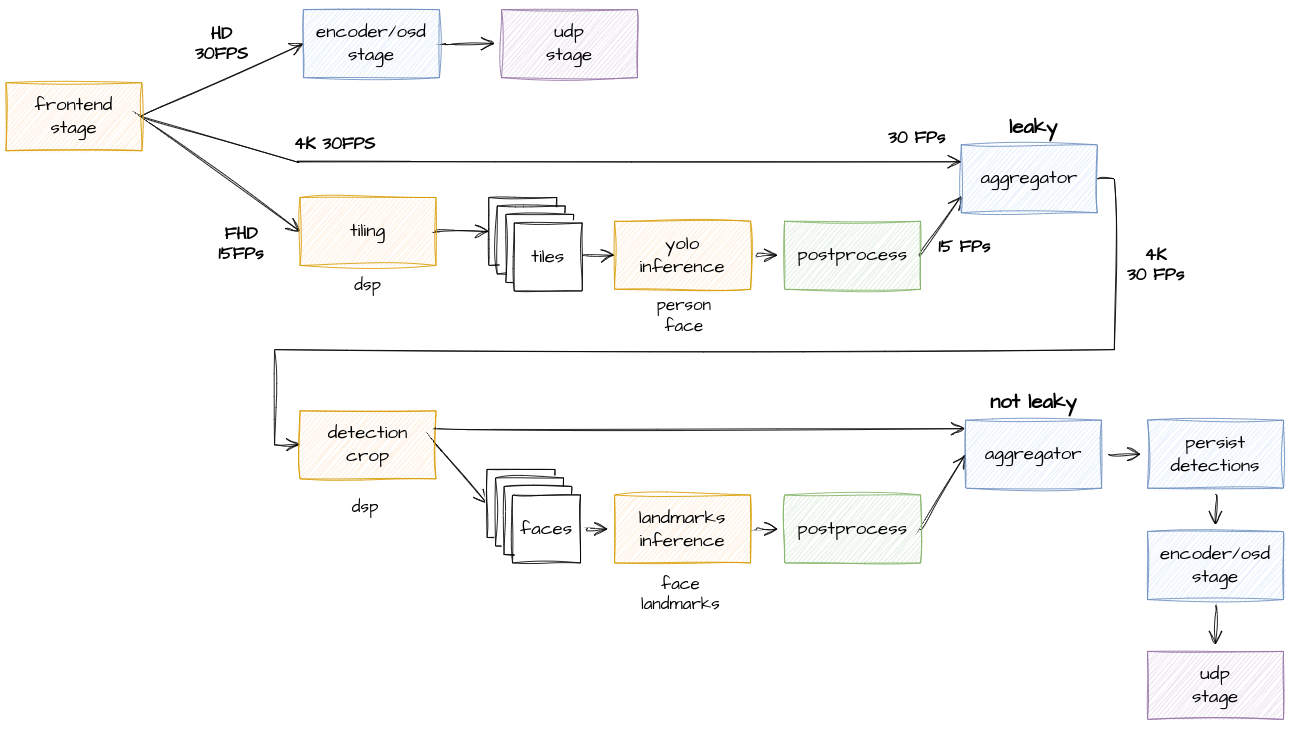 HD
30FPS
encoder/osd
stage
udp
stage
frontend
stage
4K 30FPS
30 FPs
leaky
aggregator
FHD
15FPs
tiling
dsp
tiles
yolo
inference
person
face
postprocess
15 FPs
4K
30 FPs
detection
crop
dsp
faces
landmarks
inference
face
landmarks
postprocess
not leaky
aggregator
persist
detections
encoder/osd
stage
udp
stage